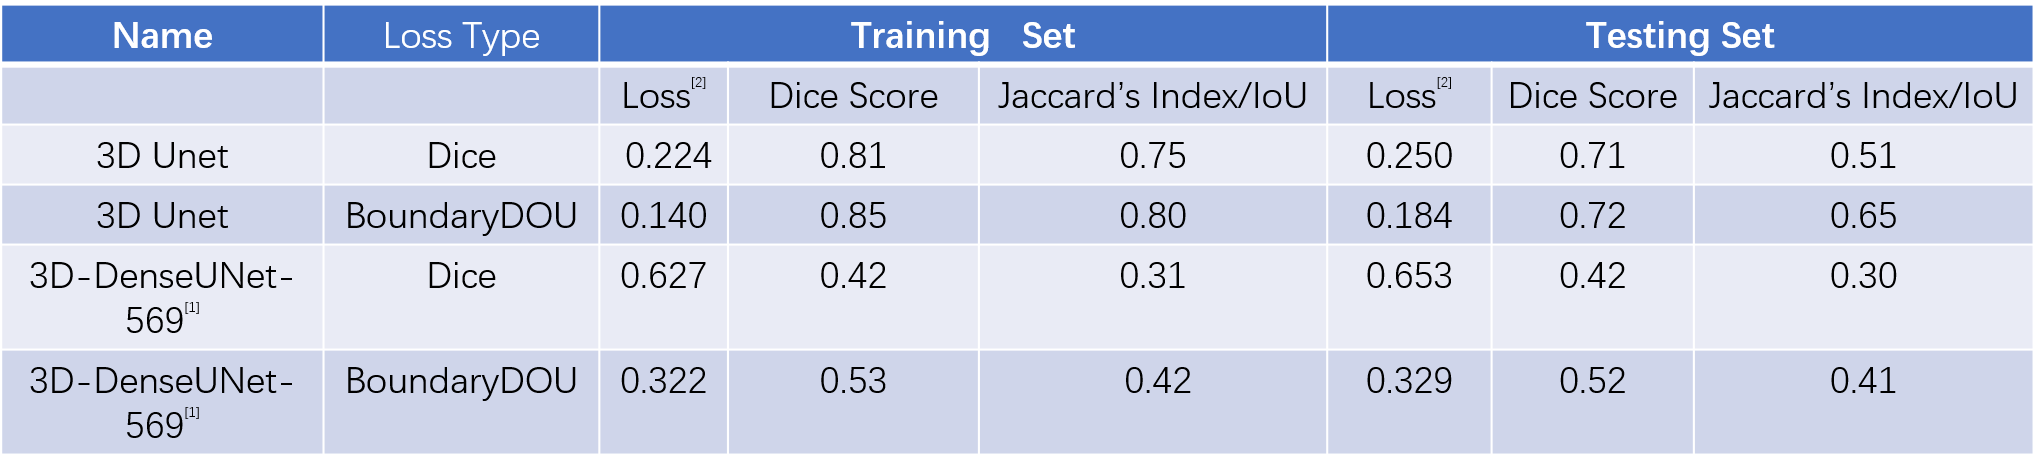 Name Loss Type Training Set Testing Set
Loss[2] Dice Score Jaccard’s Index/IoU Loss[2] Dice Score Jaccard’s Index/IoU
3D Unet Dice 0.224 0.81 0.75 0.250 0.71 0.51
3D Unet BoundaryDOU 0.140 0.85 0.80 0.184 0.72 0.65
3D-DenseUNet- Dice 0.627 0.42 0.31 0.653 0.42 0.30
569[1]
3D-DenseUNet- BoundaryDOU 0.322 0.53 0.42 0.329 0.52 0.41
569[1]